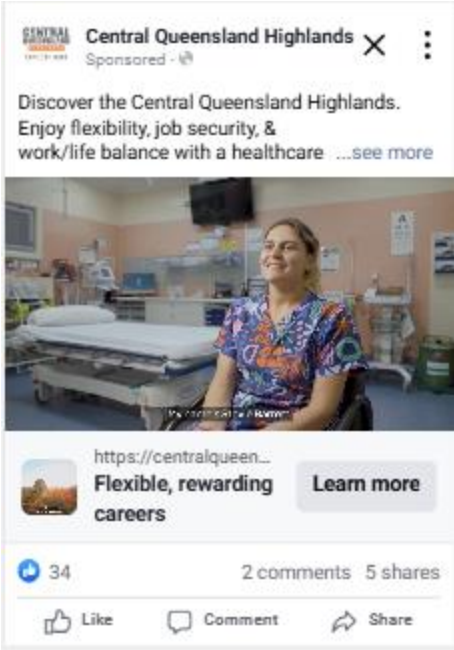 CENTRAL
Central Queensland Highlands
Sponsored ·
Discover the Central Queensland Highlands.
Enjoy flexibility, job security, &
work/life balance with a healthcare ...see more
https://centralqueen...
Flexible, rewarding
careers
Learn more
34
2 comments 5 shares
Like
Comment
Share